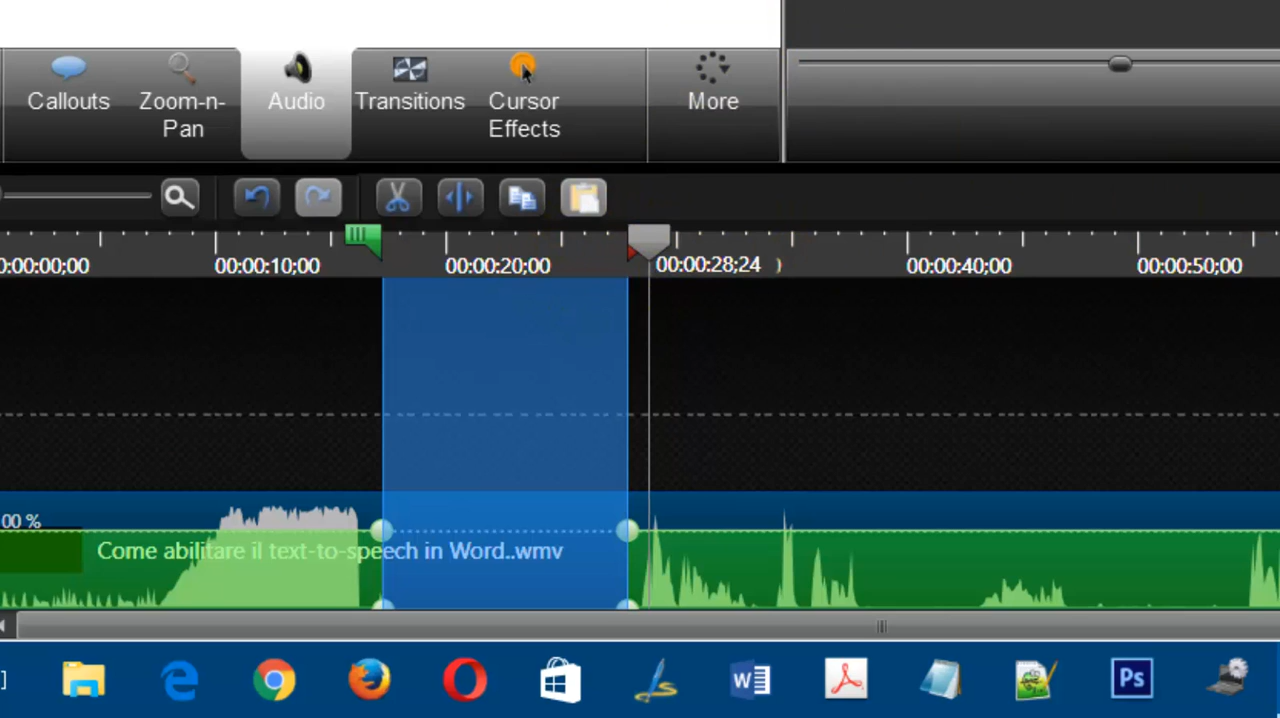 Callouts
Zoom-n-
Pan
Audio
Transitions
Cursor
Effects
More
0:00:00;00
00:00:10;00
00:00:20;00
00:00:28;24
00:00:40;00
00:00:50;00
00 %
Come abilitare il text-to-speech in Word..wmv
]
W
Ps